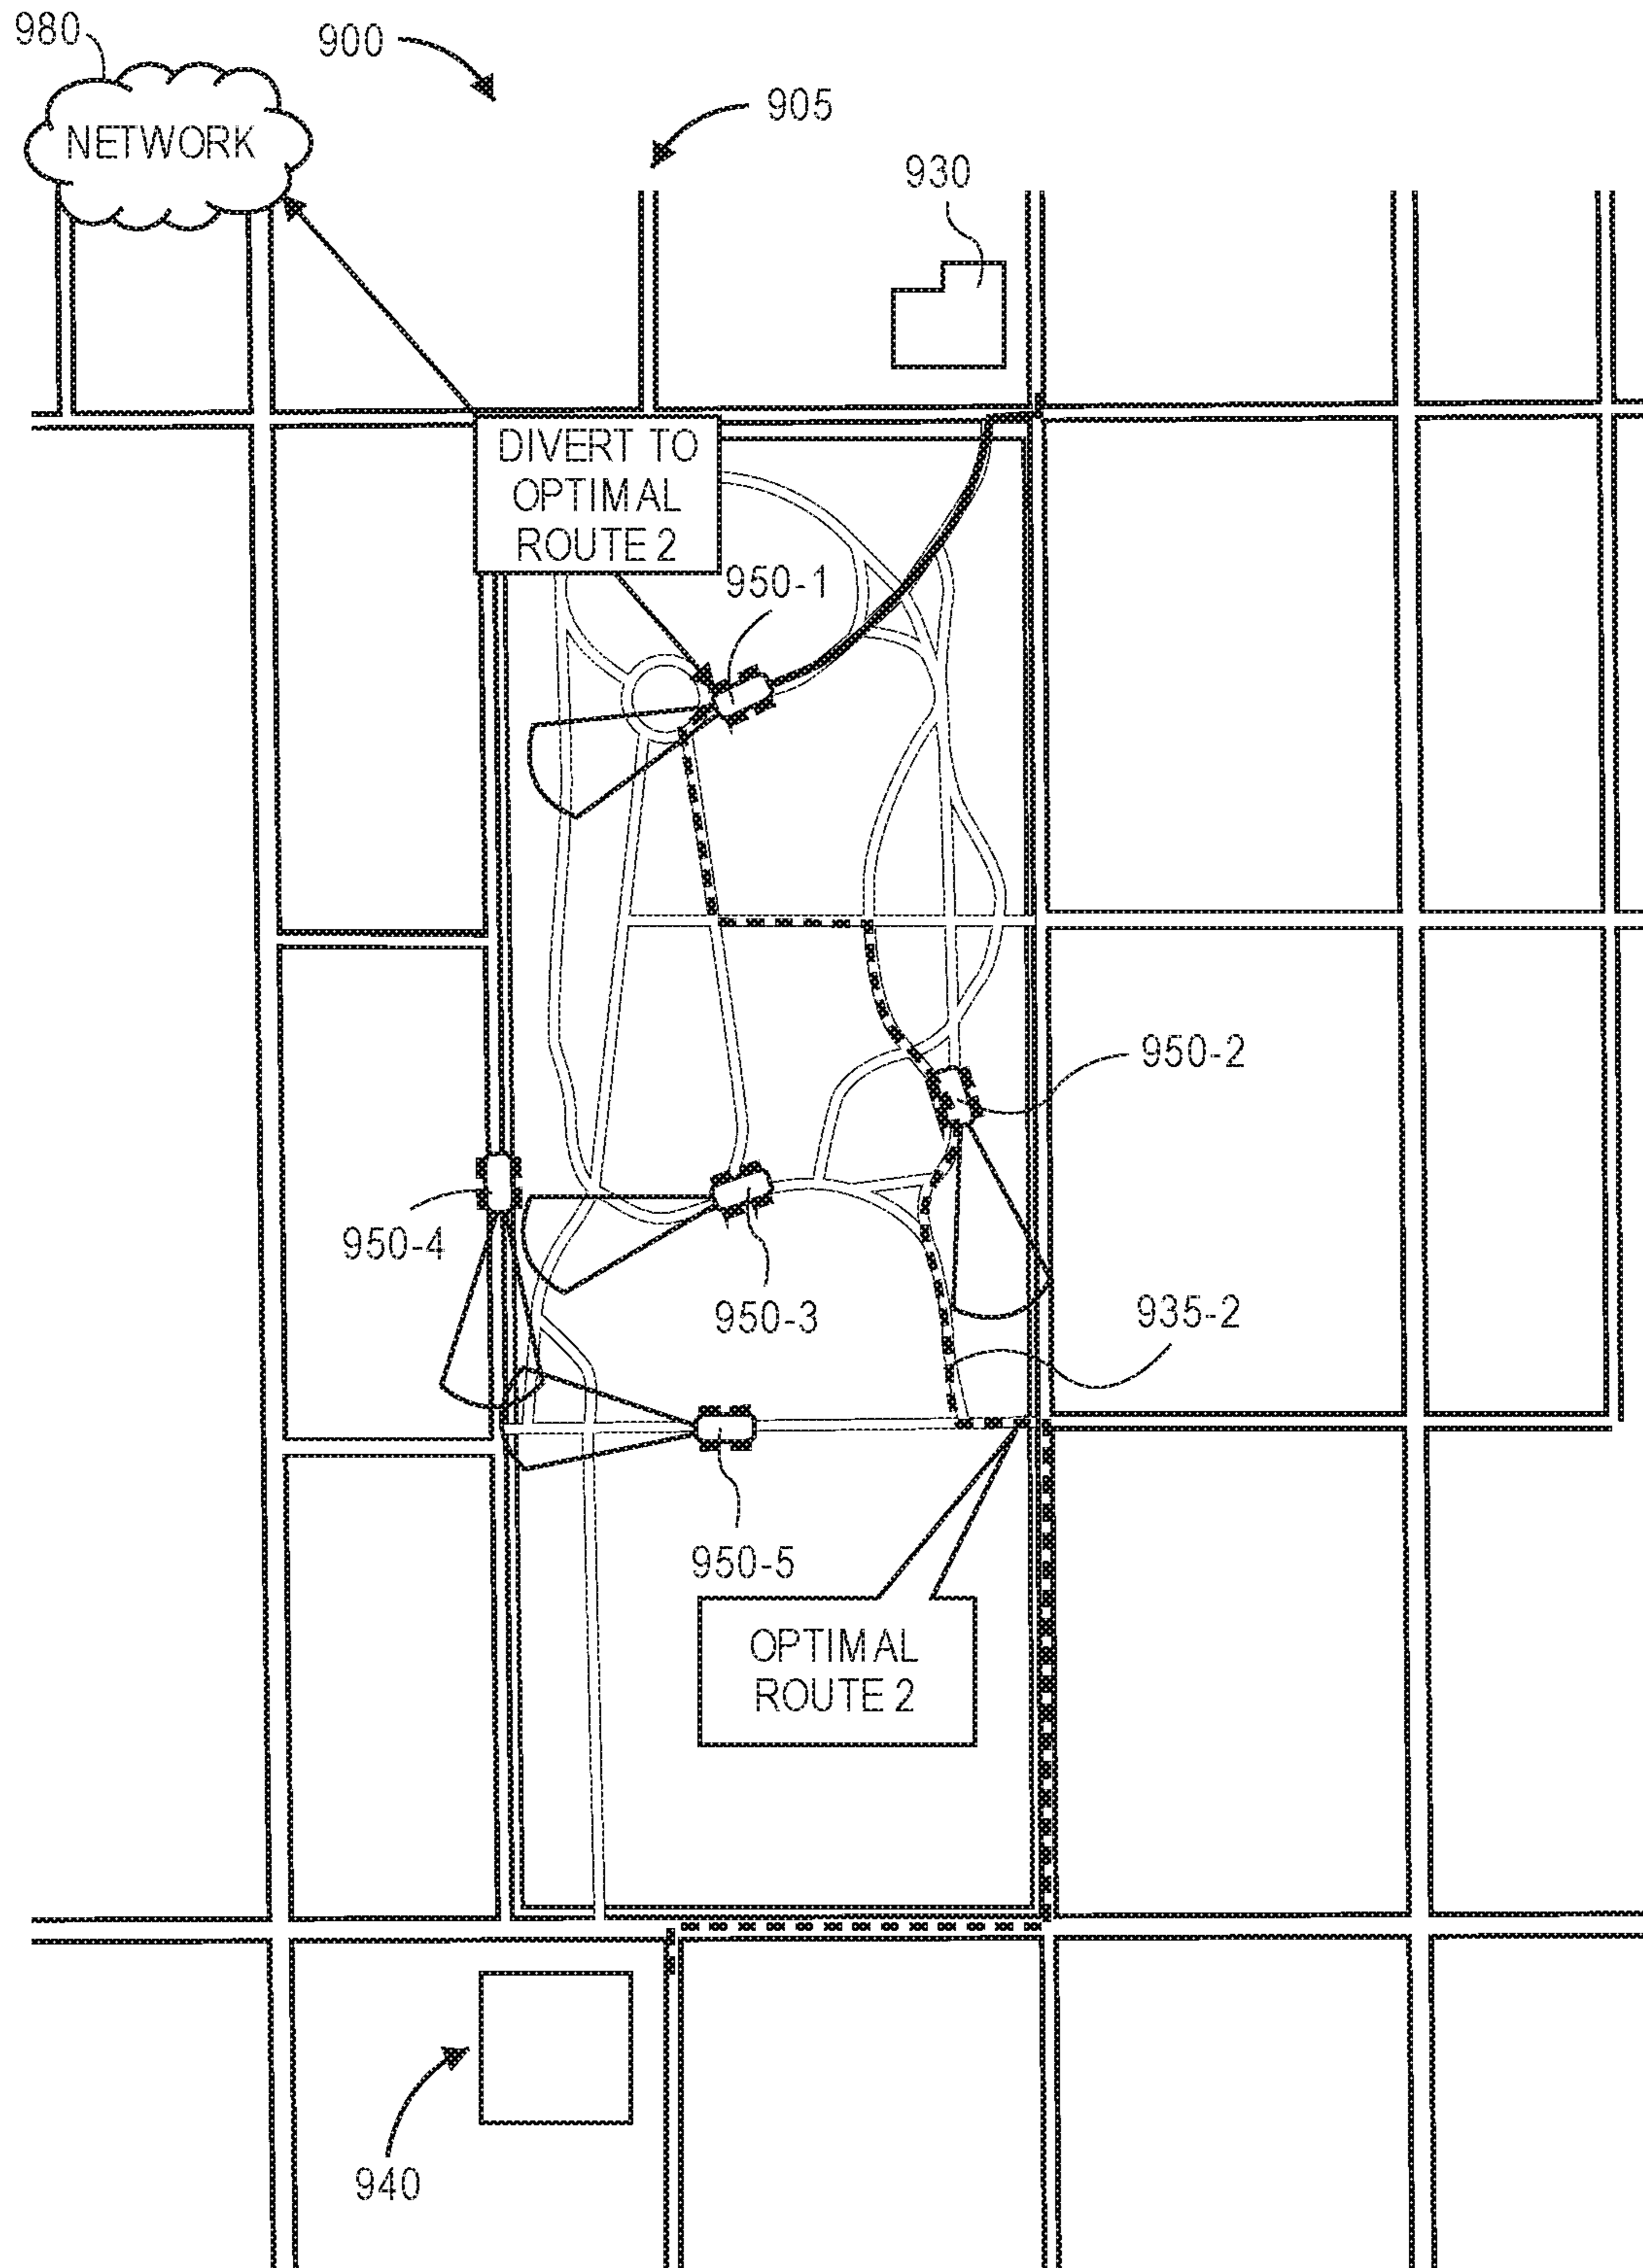 980
900
905
NETWORK
930
DIVERT TO
OPTIMAL
ROUTE 2
950-1
950-2
950-4
950-3
935-2
950-5
OPTIMAL
ROUTE 2
940